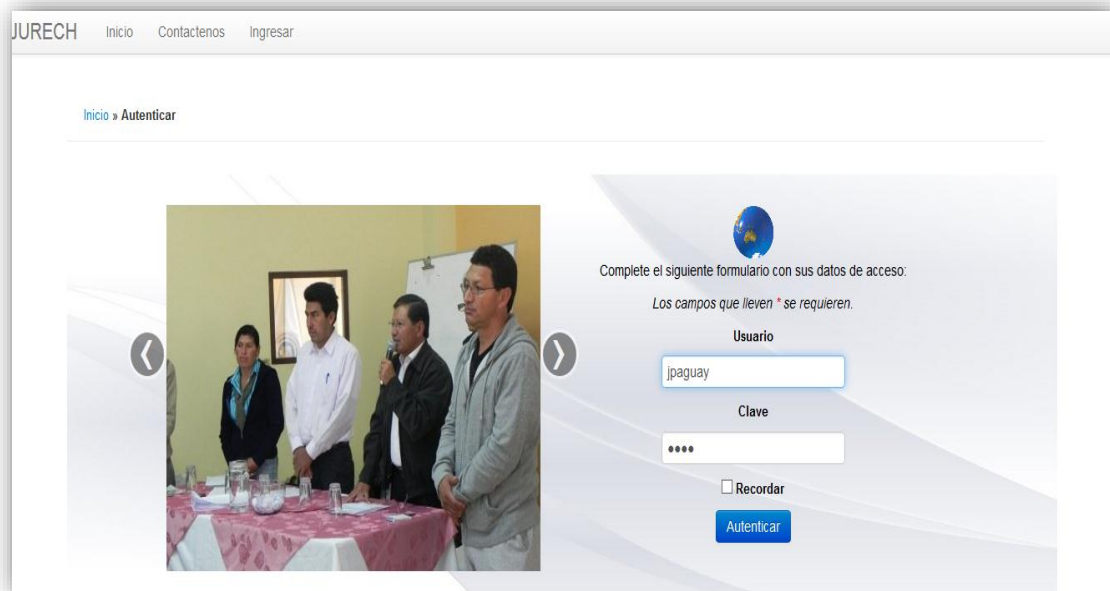 JURECH Inicio Contactenos Ingresar
Inicio » Autenticar
Complete el siguiente formulario con sus datos de acceso:
Los campos que lleven * se requieren.
Usuario
jpaguay
Clave
••••
Recordar
Autenticar